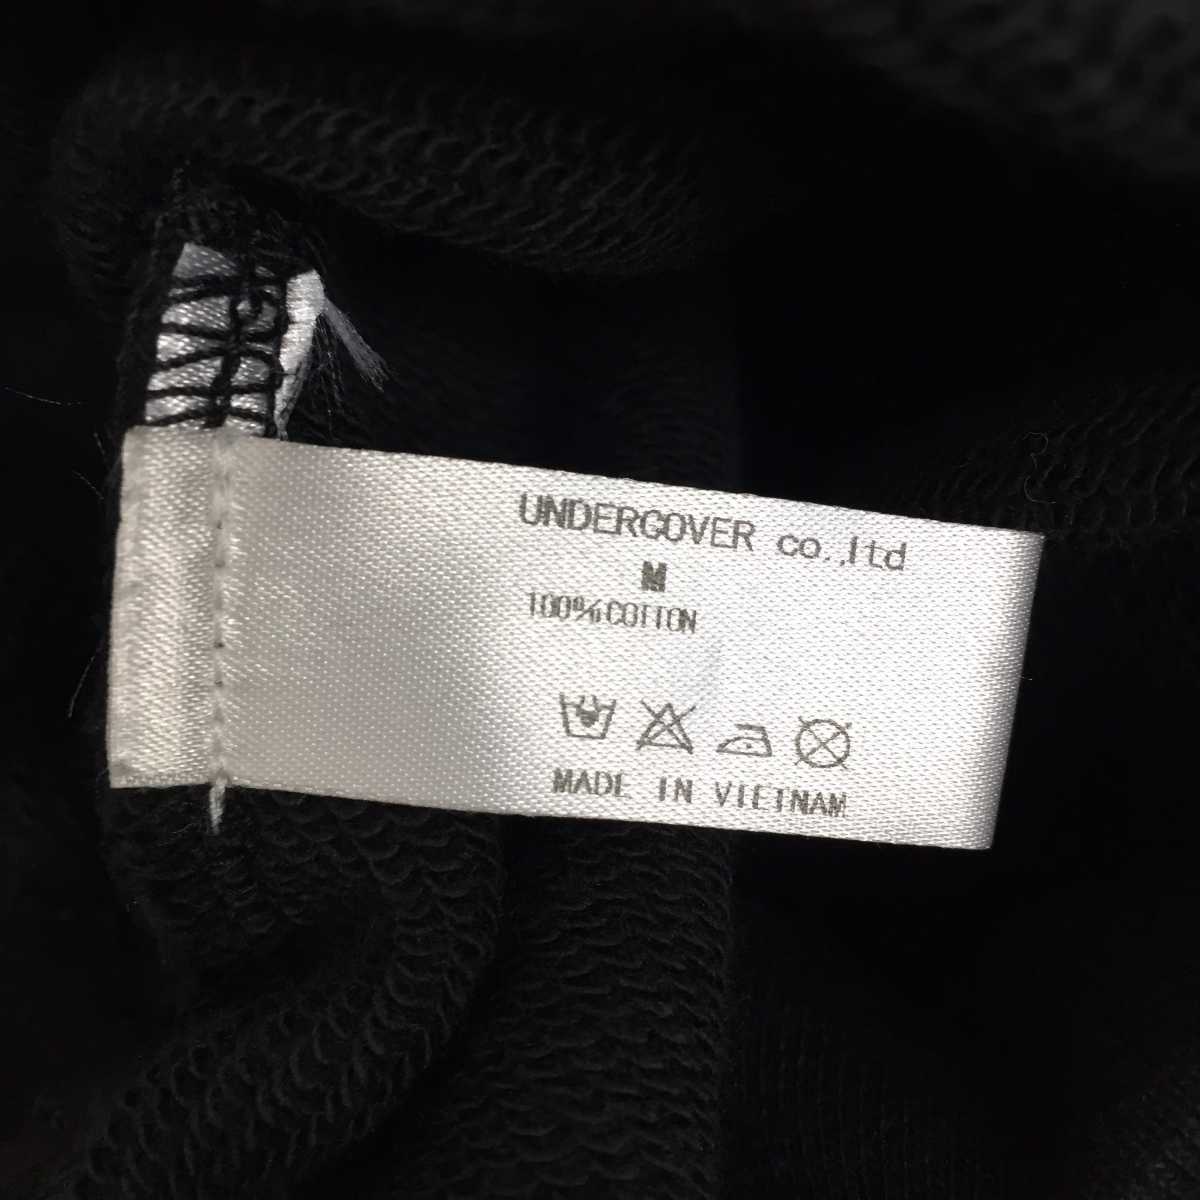 UNDERCOVER co.,ltd
M
100%COTTON
MADE IN VIETNAM